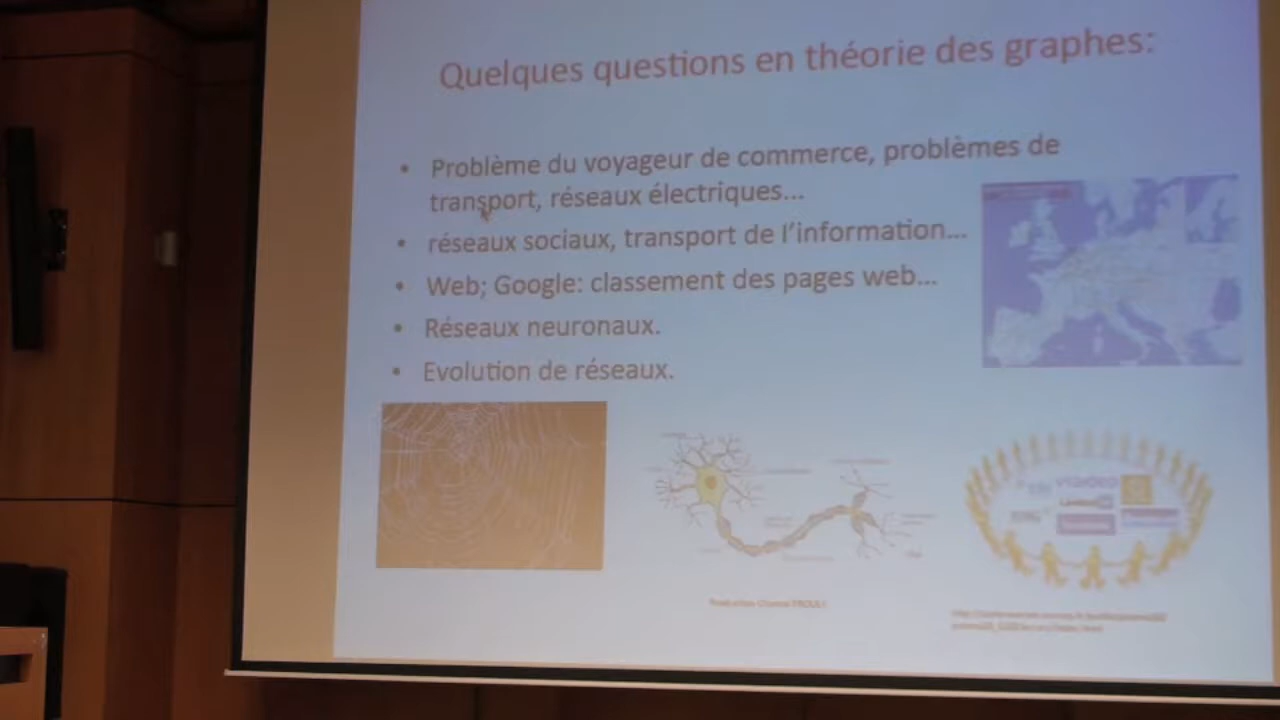 Quelques questions en théorie des graphes:
• Problème du voyageur de commerce, problèmes de
transport, réseaux électriques...
• réseaux sociaux, transport de l'information...
• Web; Google: classement des pages web...
• Réseaux neuronaux.
• Evolution de réseaux.